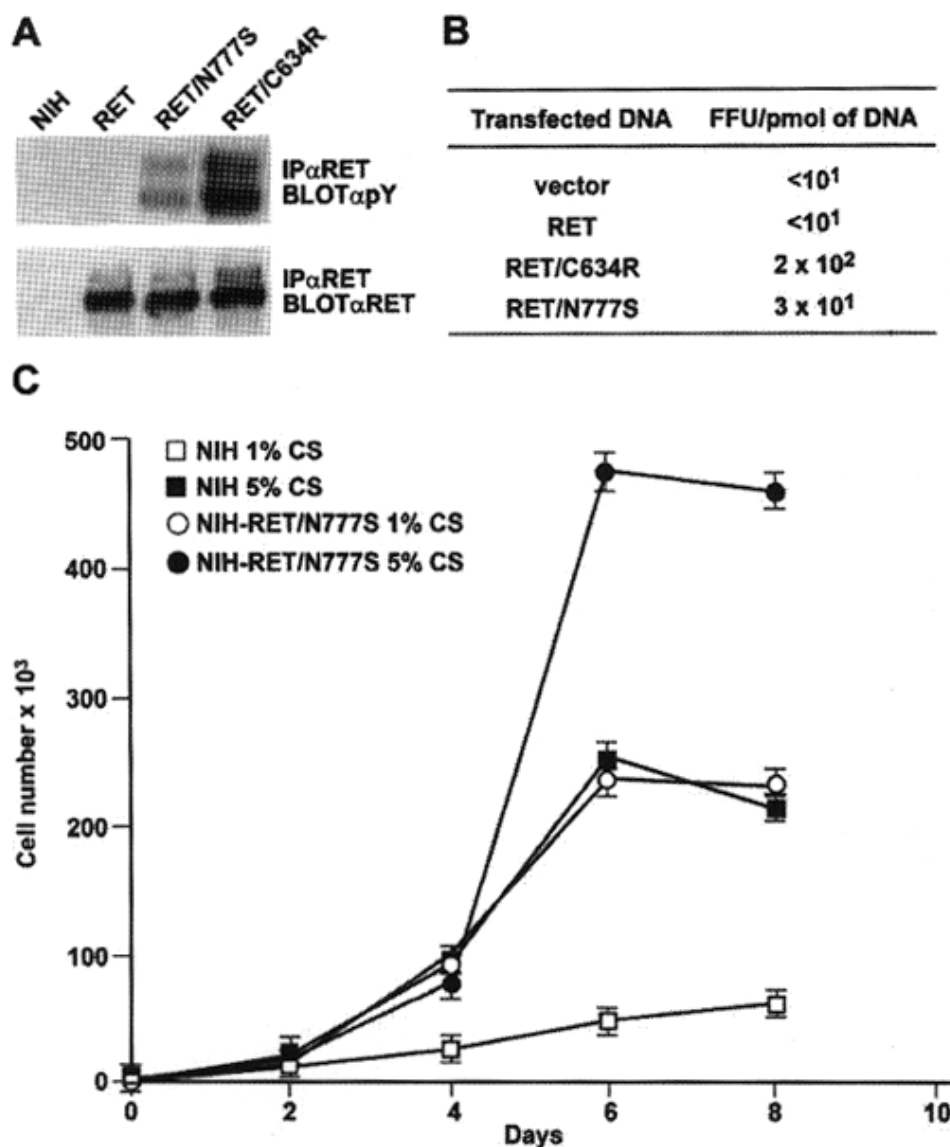 A
NIH
RET
RET/N777S
RET/C634R
IPαRET
BLOTαpY
IPαRET
BLOTαRET
B
Transfected DNA FFU/pmol of DNA
vector <10¹
RET <10¹
RET/C634R 2 x 10²
RET/N777S 3 x 10¹
C
NIH 1% CS
NIH 5% CS
NIH-RET/N777S 1% CS
NIH-RET/N777S 5% CS
Cell number x 10³
500
400
300
200
100
0
0 2 4 6 8 10
Days